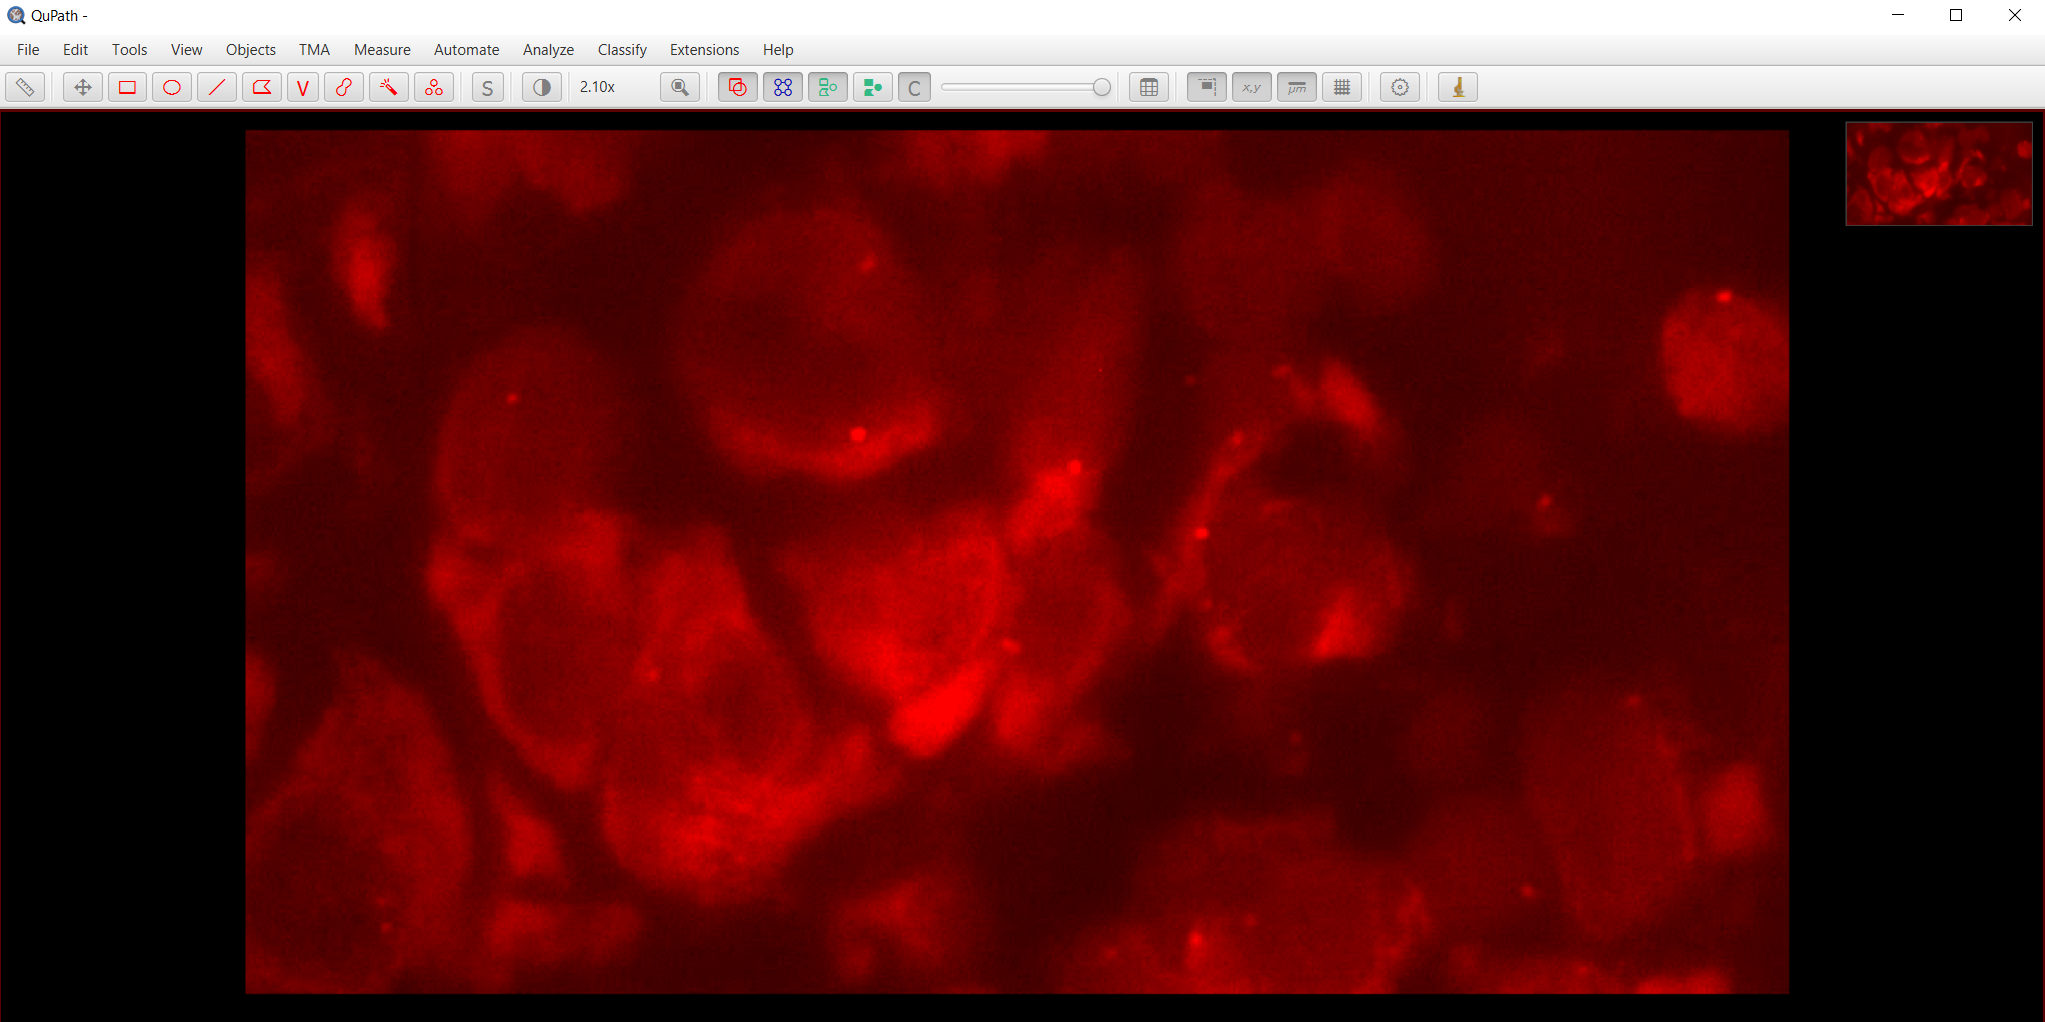 QuPath -
File Edit Tools View Objects TMA Measure Automate Analyze Classify Extensions Help
V S 2.10x C x,y µm